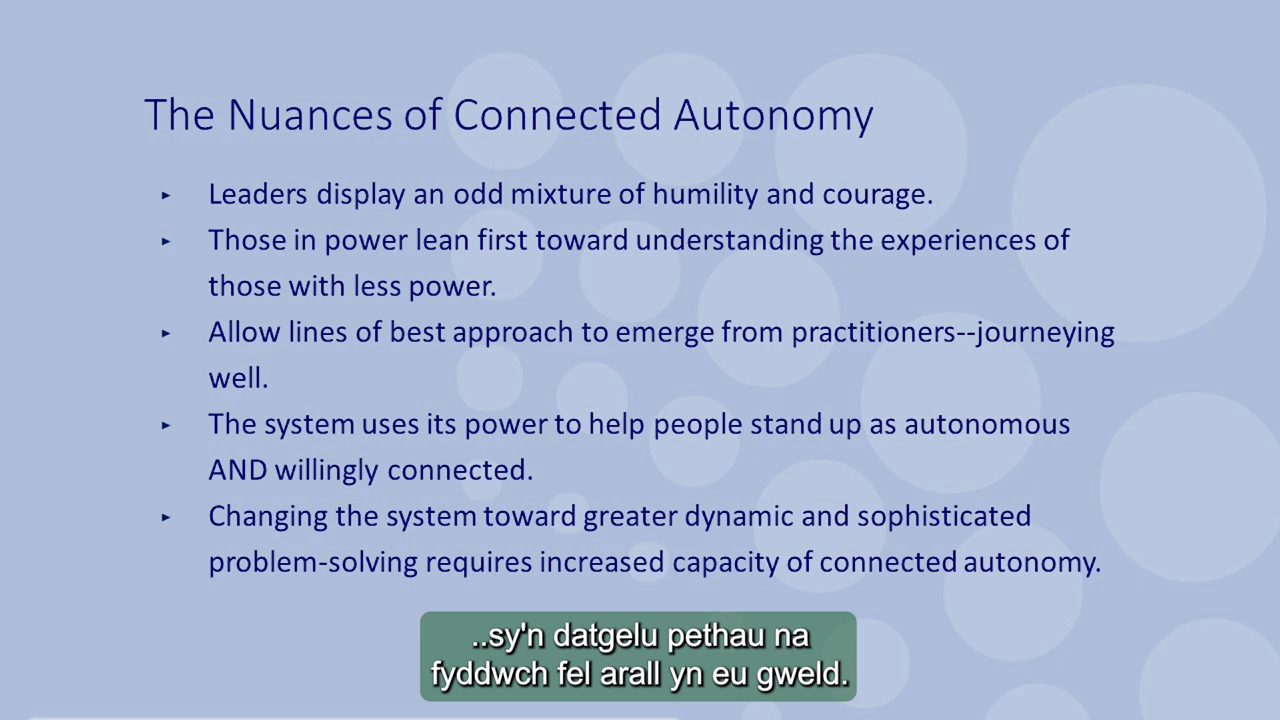 The Nuances of Connected Autonomy
▸ Leaders display an odd mixture of humility and courage.
▸ Those in power lean first toward understanding the experiences of
those with less power.
▸ Allow lines of best approach to emerge from practitioners--journeying
well.
▸ The system uses its power to help people stand up as autonomous
AND willingly connected.
▸ Changing the system toward greater dynamic and sophisticated
problem-solving requires increased capacity of connected autonomy.
..sy'n datgelu pethau na
fyddwch fel arall yn eu gweld.